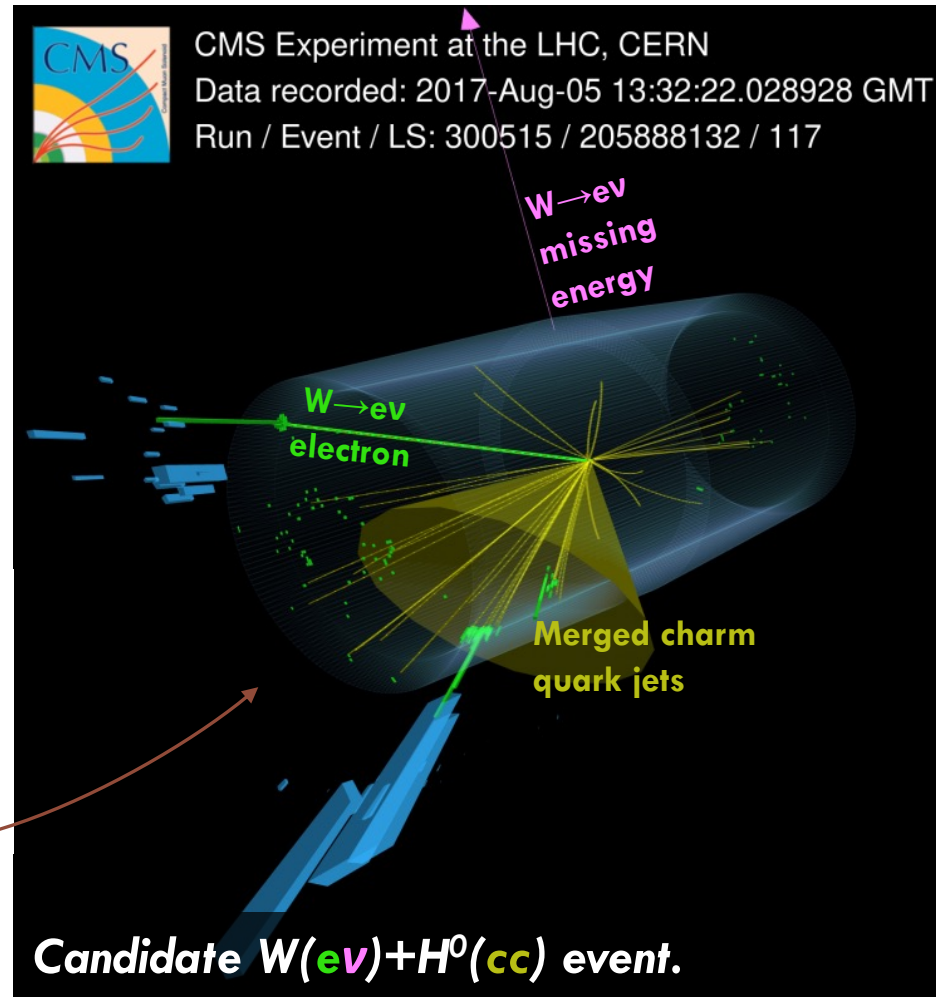 CMS
CMS Experiment at the LHC, CERN
Data recorded: 2017-Aug-05 13:32:22.028928 GMT
Run / Event / LS: 300515 / 205888132 / 117
W→eν
missing
energy
W→eν
electron
Merged charm
quark jets
Candidate W(eν)+H⁰(cc) event.